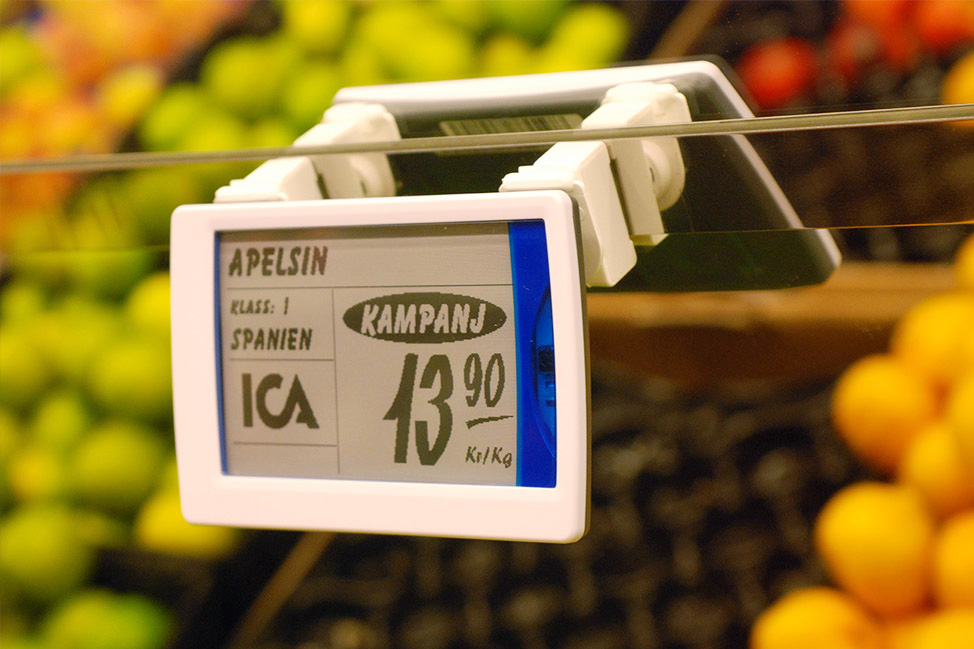 APELSIN
KLASS: 1
SPANIEN
ICA
KAMPANJ
13 90
Kr/Kg